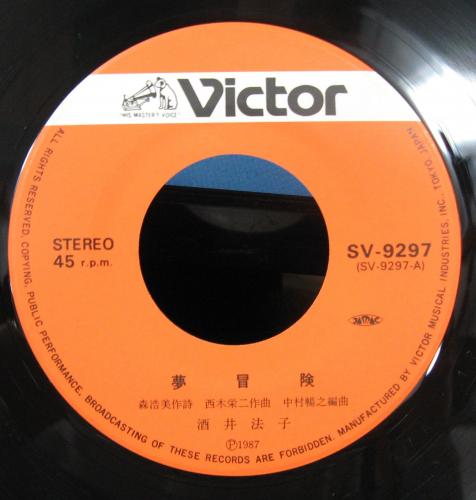 Victor
"HIS MASTER'S VOICE"
STEREO
45 r.p.m.
SV-9297
(SV-9297-A)
JASRAC
夢冒険
森浩美作詩 西木栄二作曲 中村暢之編曲
酒井法子
Ⓟ1987
ALL RIGHTS RESERVED. COPYING, PUBLIC PERFORMANCE, BROADCASTING OF THESE RECORDS ARE FORBIDDEN. MANUFACTURED BY VICTOR MUSICAL INDUSTRIES, INC. TOKYO, JAPAN